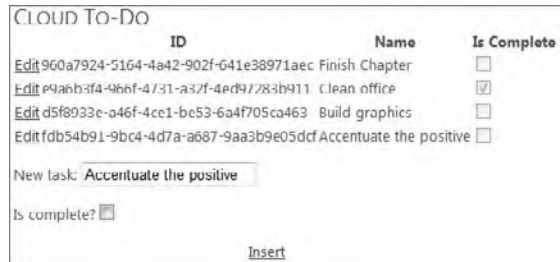 CLOUD TO-DO
ID Name Is Complete
Edit 960a7924-5164-4a42-902f-641e38971aec Finish Chapter
Edit e9a6b3f4-966f-4731-a32f-4ed97283b911 Clean office
Edit d5f8933e-a46f-4ce1-be53-6a4f705ca463 Build graphics
Edit fdb54b91-9bc4-4d7a-a687-9aa3b9e05dcf Accentuate the positive
New task: Accentuate the positive
Is complete?
Insert